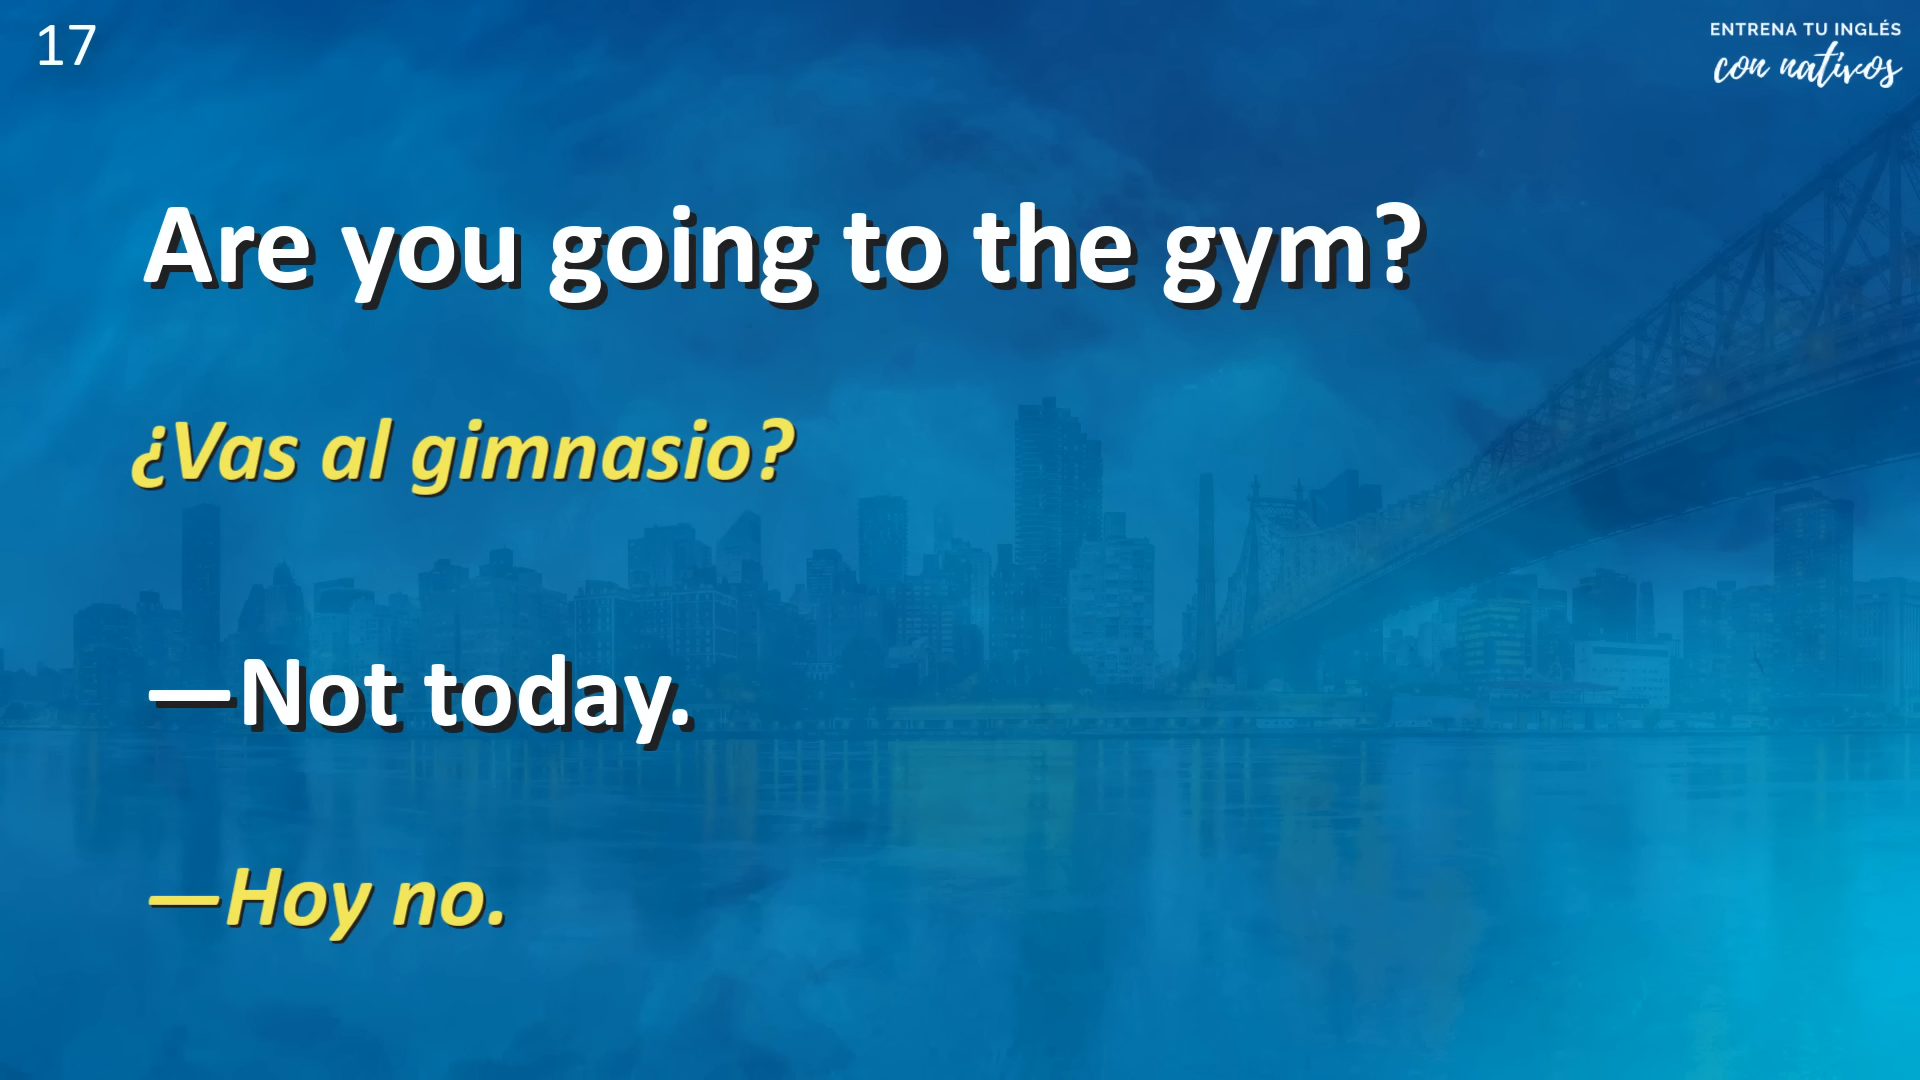 17
ENTRENA TU INGLÉS
con nativos
Are you going to the gym?
¿Vas al gimnasio?
—Not today.
—Hoy no.